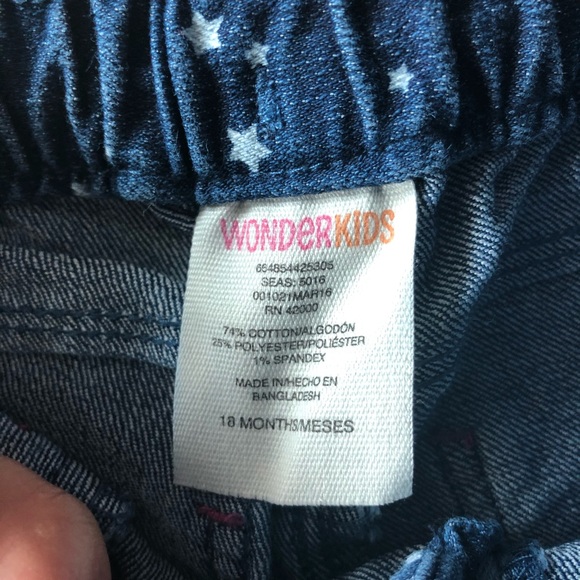 WONDERKIDS
654854425305
SEAS: 5016
001021MAR16
RN 42000
74% COTTON/ALGODÓN
25% POLYESTER/POLIÉSTER
1% SPANDEX
MADE IN/HECHO EN
BANGLADESH
18 MONTHS/MESES